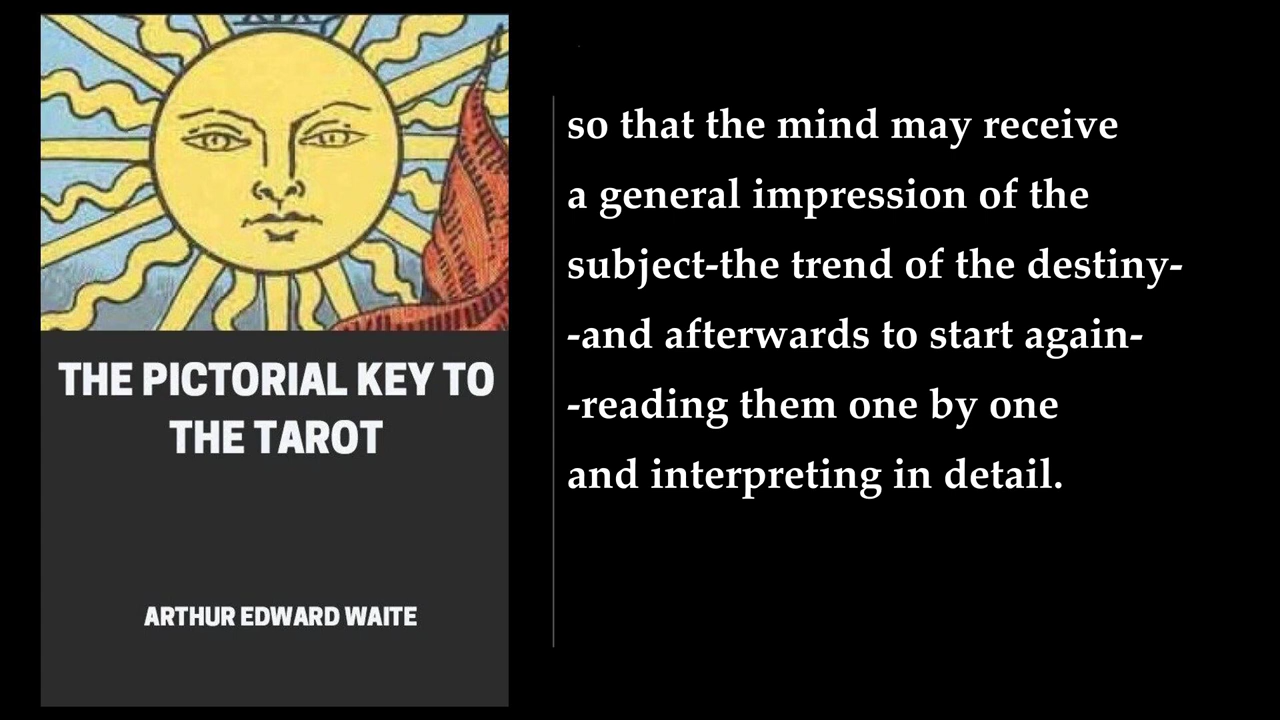 XIX
THE PICTORIAL KEY TO
THE TAROT
ARTHUR EDWARD WAITE
so that the mind may receive
a general impression of the
subject-the trend of the destiny-
-and afterwards to start again-
-reading them one by one
and interpreting in detail.